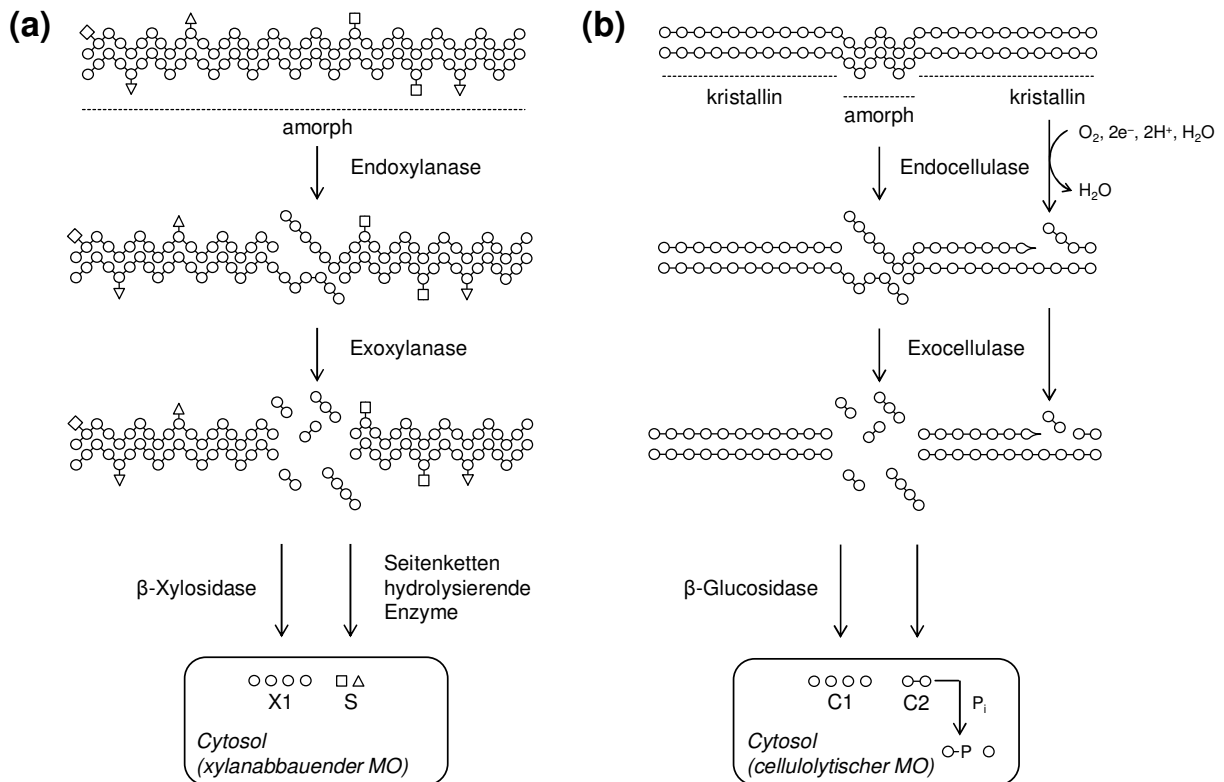 (a)
amorph
Endoxylanase
Exoxylanase
β-Xylosidase
Seitenketten
hydrolysierende
Enzyme
X1
S
Cytosol
(xylanabbauender MO)
(b)
kristallin
amorph
kristallin
O₂, 2e⁻, 2H⁺, H₂O
H₂O
Endocellulase
Exocellulase
β-Glucosidase
C1
C2
Pᵢ
P
Cytosol
(cellulolytischer MO)